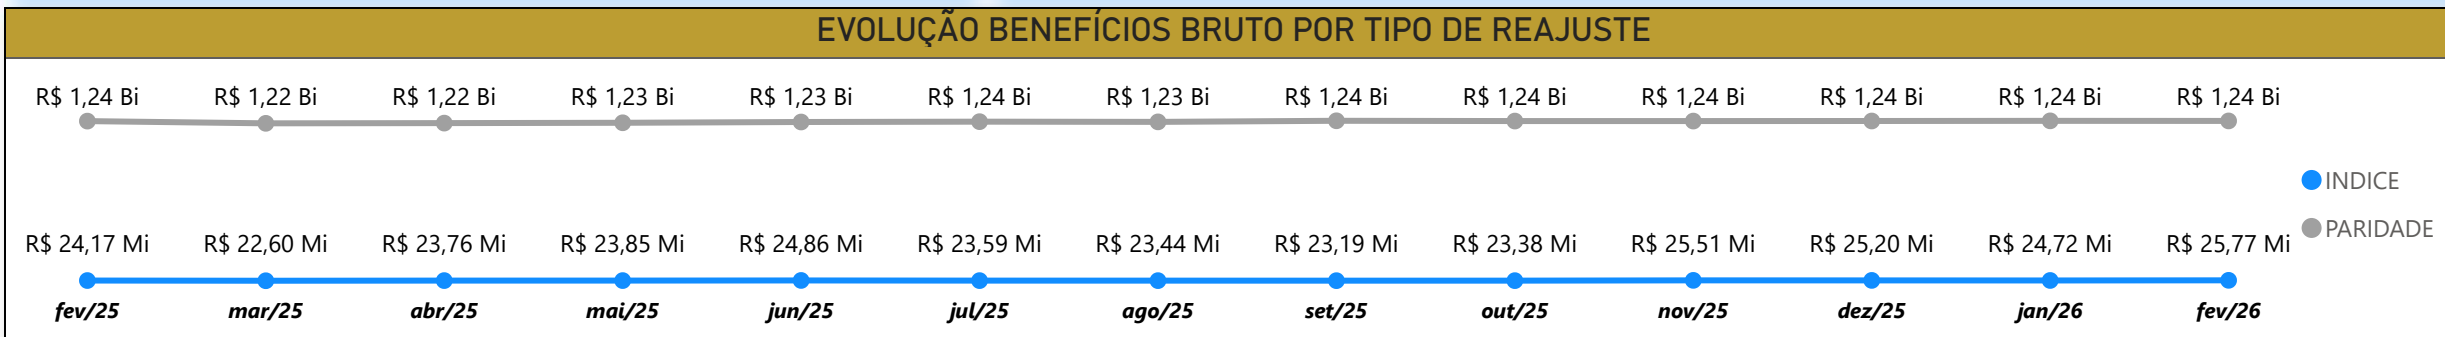 EVOLUÇÃO BENEFÍCIOS BRUTO POR TIPO DE REAJUSTE
R$ 1,24 Bi R$ 1,22 Bi R$ 1,22 Bi R$ 1,23 Bi R$ 1,23 Bi R$ 1,24 Bi R$ 1,23 Bi R$ 1,24 Bi R$ 1,24 Bi R$ 1,24 Bi R$ 1,24 Bi R$ 1,24 Bi R$ 1,24 Bi
INDICE
PARIDADE
R$ 24,17 Mi R$ 22,60 Mi R$ 23,76 Mi R$ 23,85 Mi R$ 24,86 Mi R$ 23,59 Mi R$ 23,44 Mi R$ 23,19 Mi R$ 23,38 Mi R$ 25,51 Mi R$ 25,20 Mi R$ 24,72 Mi R$ 25,77 Mi
fev/25 mar/25 abr/25 mai/25 jun/25 jul/25 ago/25 set/25 out/25 nov/25 dez/25 jan/26 fev/26